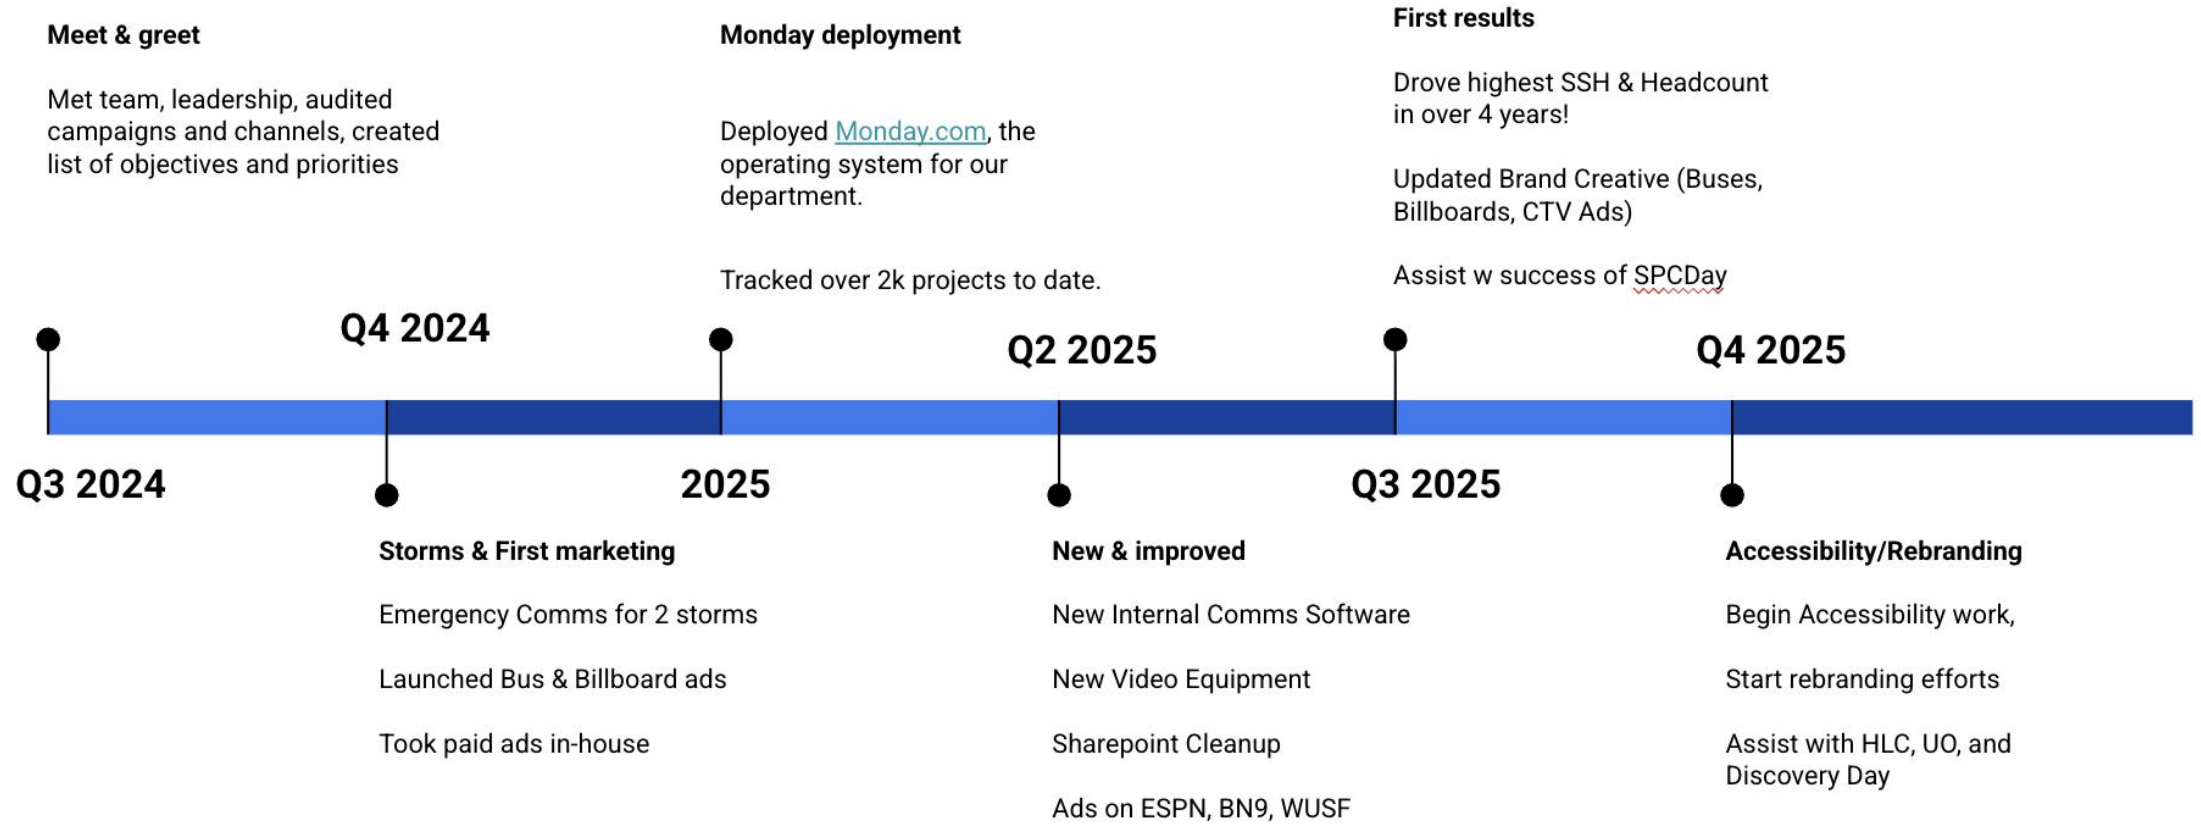 Meet & greet
Met team, leadership, audited
campaigns and channels, created
list of objectives and priorities
Monday deployment
Deployed Monday.com, the
operating system for our
department.
Tracked over 2k projects to date.
First results
Drove highest SSH & Headcount
in over 4 years!
Updated Brand Creative (Buses,
Billboards, CTV Ads)
Assist w success of SPCDay
Q4 2024
Q2 2025
Q4 2025
Q3 2024
2025
Q3 2025
Storms & First marketing
Emergency Comms for 2 storms
Launched Bus & Billboard ads
Took paid ads in-house
New & improved
New Internal Comms Software
New Video Equipment
Sharepoint Cleanup
Ads on ESPN, BN9, WUSF
Accessibility/Rebranding
Begin Accessibility work,
Start rebranding efforts
Assist with HLC, UO, and
Discovery Day